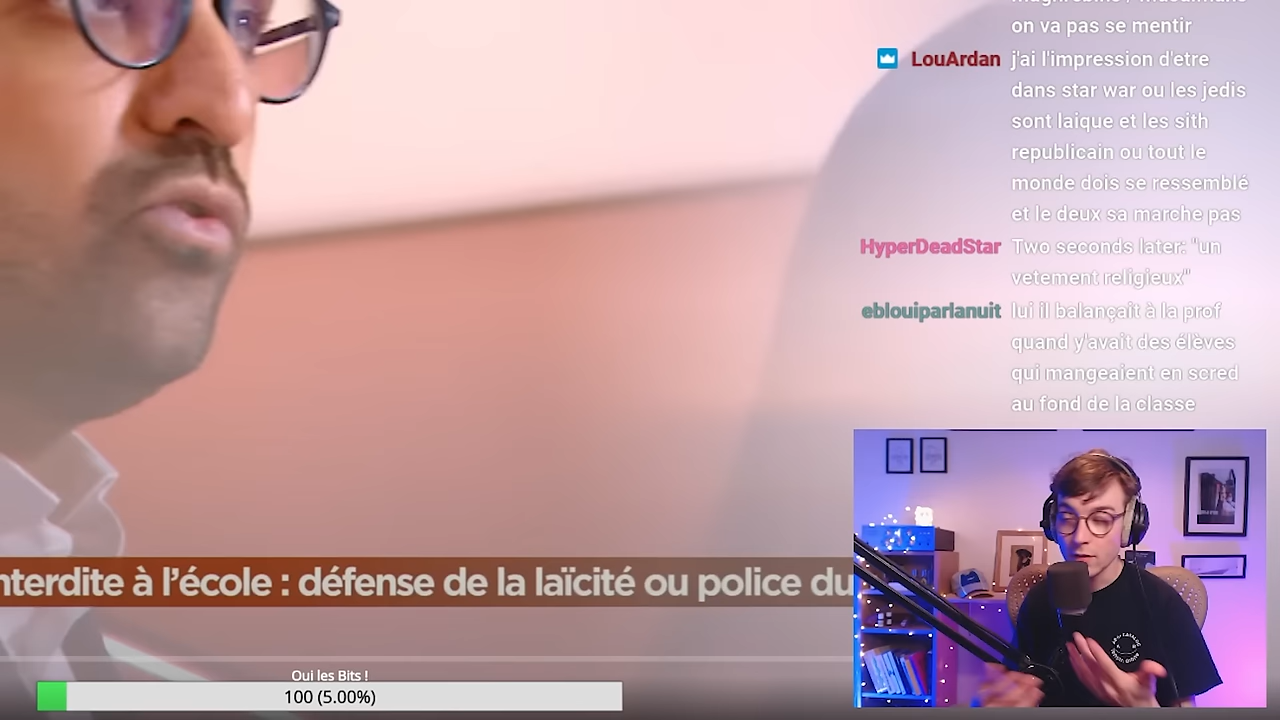 on va pas se mentir
LouArdan j'ai l'impression d'etre
dans star war ou les jedis
sont laique et les sith
republicain ou tout le
monde dois se ressemblé
et le deux sa marche pas
HyperDeadStar Two seconds later: "un
vetement religieux"
eblouiparlanuit lui il balançait à la prof
quand y'avait des élèves
qui mangeaient en scred
au fond de la classe
nterdite à l'école : défense de la laïcité ou police du
Oui les Bits !
100 (5.00%)